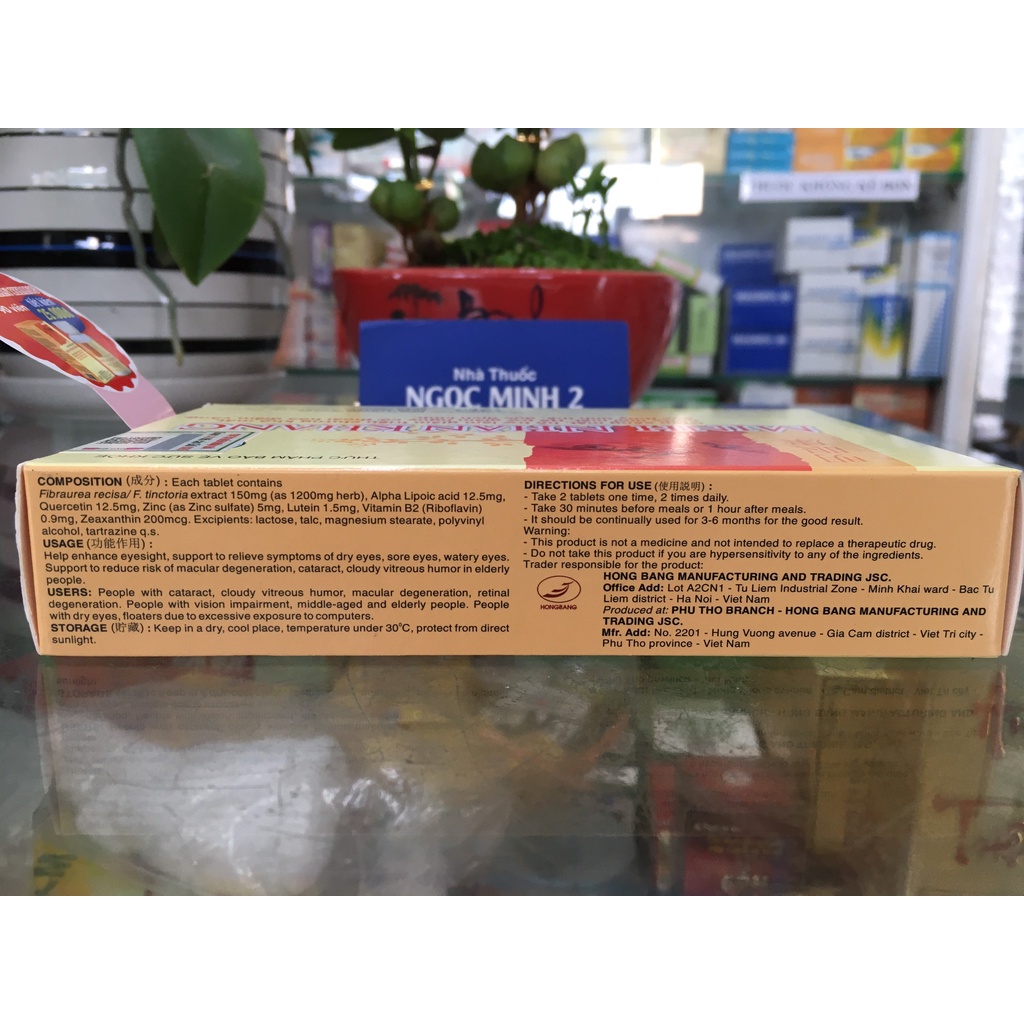 Nhà Thuốc
NGỌC MINH 2
THỰC PHẨM BẢO VỆ SỨC KHỎE
COMPOSITION (成分) : Each tablet contains
Fibraurea recisa/ F. tinctoria extract 150mg (as 1200mg herb), Alpha Lipoic acid 12.5mg,
Quercetin 12.5mg, Zinc (as Zinc sulfate) 5mg, Lutein 1.5mg, Vitamin B2 (Riboflavin)
0.9mg, Zeaxanthin 200mcg. Excipients: lactose, talc, magnesium stearate, polyvinyl
alcohol, tartrazine q.s.
USAGE (功能作用) :
Help enhance eyesight, support to relieve symptoms of dry eyes, sore eyes, watery eyes.
Support to reduce risk of macular degeneration, cataract, cloudy vitreous humor in elderly
people.
USERS: People with cataract, cloudy vitreous humor, macular degeneration, retinal
degeneration. People with vision impairment, middle-aged and elderly people. People
with dry eyes, floaters due to excessive exposure to computers.
STORAGE (貯藏) : Keep in a dry, cool place, temperature under 30°C, protect from direct
sunlight.
DIRECTIONS FOR USE (使用説明) :
- Take 2 tablets one time, 2 times daily.
- Take 30 minutes before meals or 1 hour after meals.
- It should be continually used for 3-6 months for the good result.
Warning:
- This product is not a medicine and not intended to replace a therapeutic drug.
- Do not take this product if you are hypersensitivity to any of the ingredients.
Trader responsible for the product:
HONG BANG MANUFACTURING AND TRADING JSC.
Office Add: Lot A2CN1 - Tu Liem Industrial Zone - Minh Khai ward - Bac Tu
Liem district - Ha Noi - Viet Nam
HONGBANG
Produced at: PHU THO BRANCH - HONG BANG MANUFACTURING AND
TRADING JSC.
Mfr. Add: No. 2201 - Hung Vuong avenue - Gia Cam district - Viet Tri city -
Phu Tho province - Viet Nam